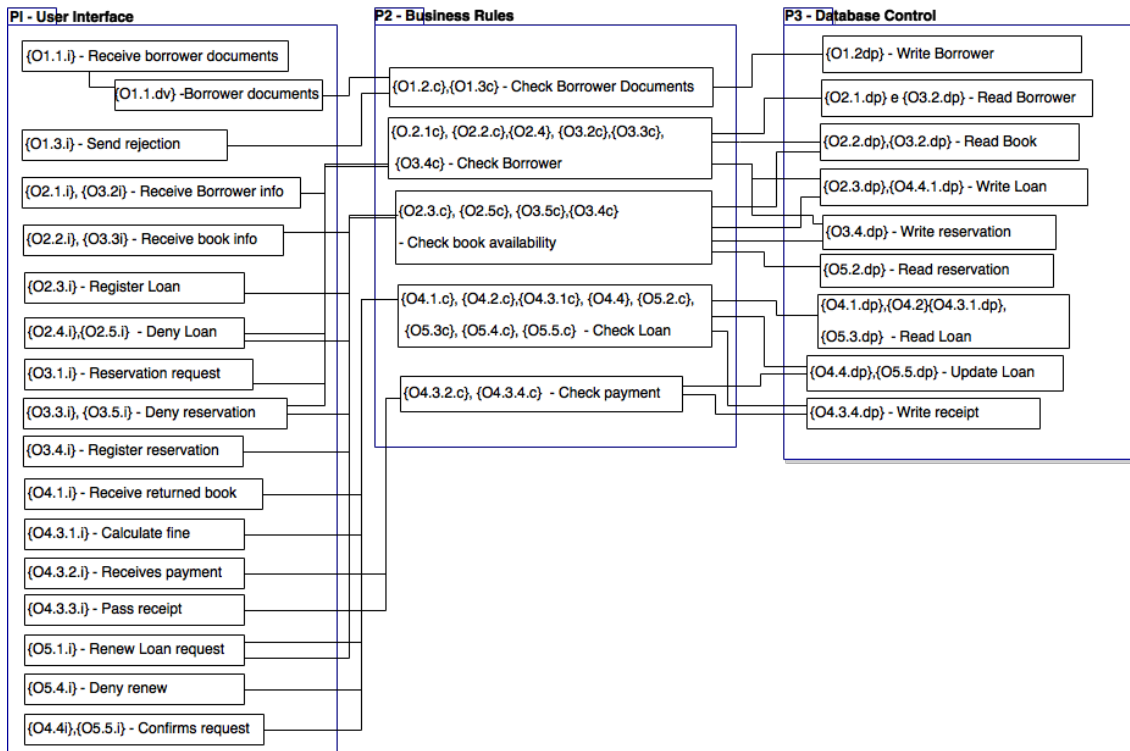 PI - User Interface
{O1.1.i} - Receive borrower documents
{O1.1.dv} -Borrower documents
{O1.3.i} - Send rejection
{O2.1.i}, {O3.2i} - Receive Borrower info
{O2.2.i}, {O3.3i} - Receive book info
{O2.3.i} - Register Loan
{O2.4.i},{O2.5.i} - Deny Loan
{O3.1.i} - Reservation request
{O3.3.i}, {O3.5.i} - Deny reservation
{O3.4.i} - Register reservation
{O4.1.i} - Receive returned book
{O4.3.1.i} - Calculate fine
{O4.3.2.i} - Receives payment
{O4.3.3.i} - Pass receipt
{O5.1.i} - Renew Loan request
{O5.4.i} - Deny renew
{O4.4i},{O5.5.i} - Confirms request
P2 - Business Rules
{O1.2.c},{O1.3c} - Check Borrower Documents
{O.2.1c}, {O2.2.c},{O2.4}, {O3.2c},{O3.3c},
{O3.4c} - Check Borrower
{O2.3.c}, {O2.5c}, {O3.5c},{O3.4c}
- Check book availability
{O4.1.c}, {O4.2.c},{O4.3.1c}, {O4.4}, {O5.2.c},
{O5.3c}, {O5.4.c}, {O5.5.c} - Check Loan
{O4.3.2.c}, {O4.3.4.c} - Check payment
P3 - Database Control
{O1.2dp} - Write Borrower
{O2.1.dp} e {O3.2.dp} - Read Borrower
{O2.2.dp},{O3.2.dp} - Read Book
{O2.3.dp},{O4.4.1.dp} - Write Loan
{O3.4.dp} - Write reservation
{O5.2.dp} - Read reservation
{O4.1.dp},{O4.2}{O4.3.1.dp},
{O5.3.dp} - Read Loan
{O4.4.dp},{O5.5.dp} - Update Loan
{O4.3.4.dp} - Write receipt